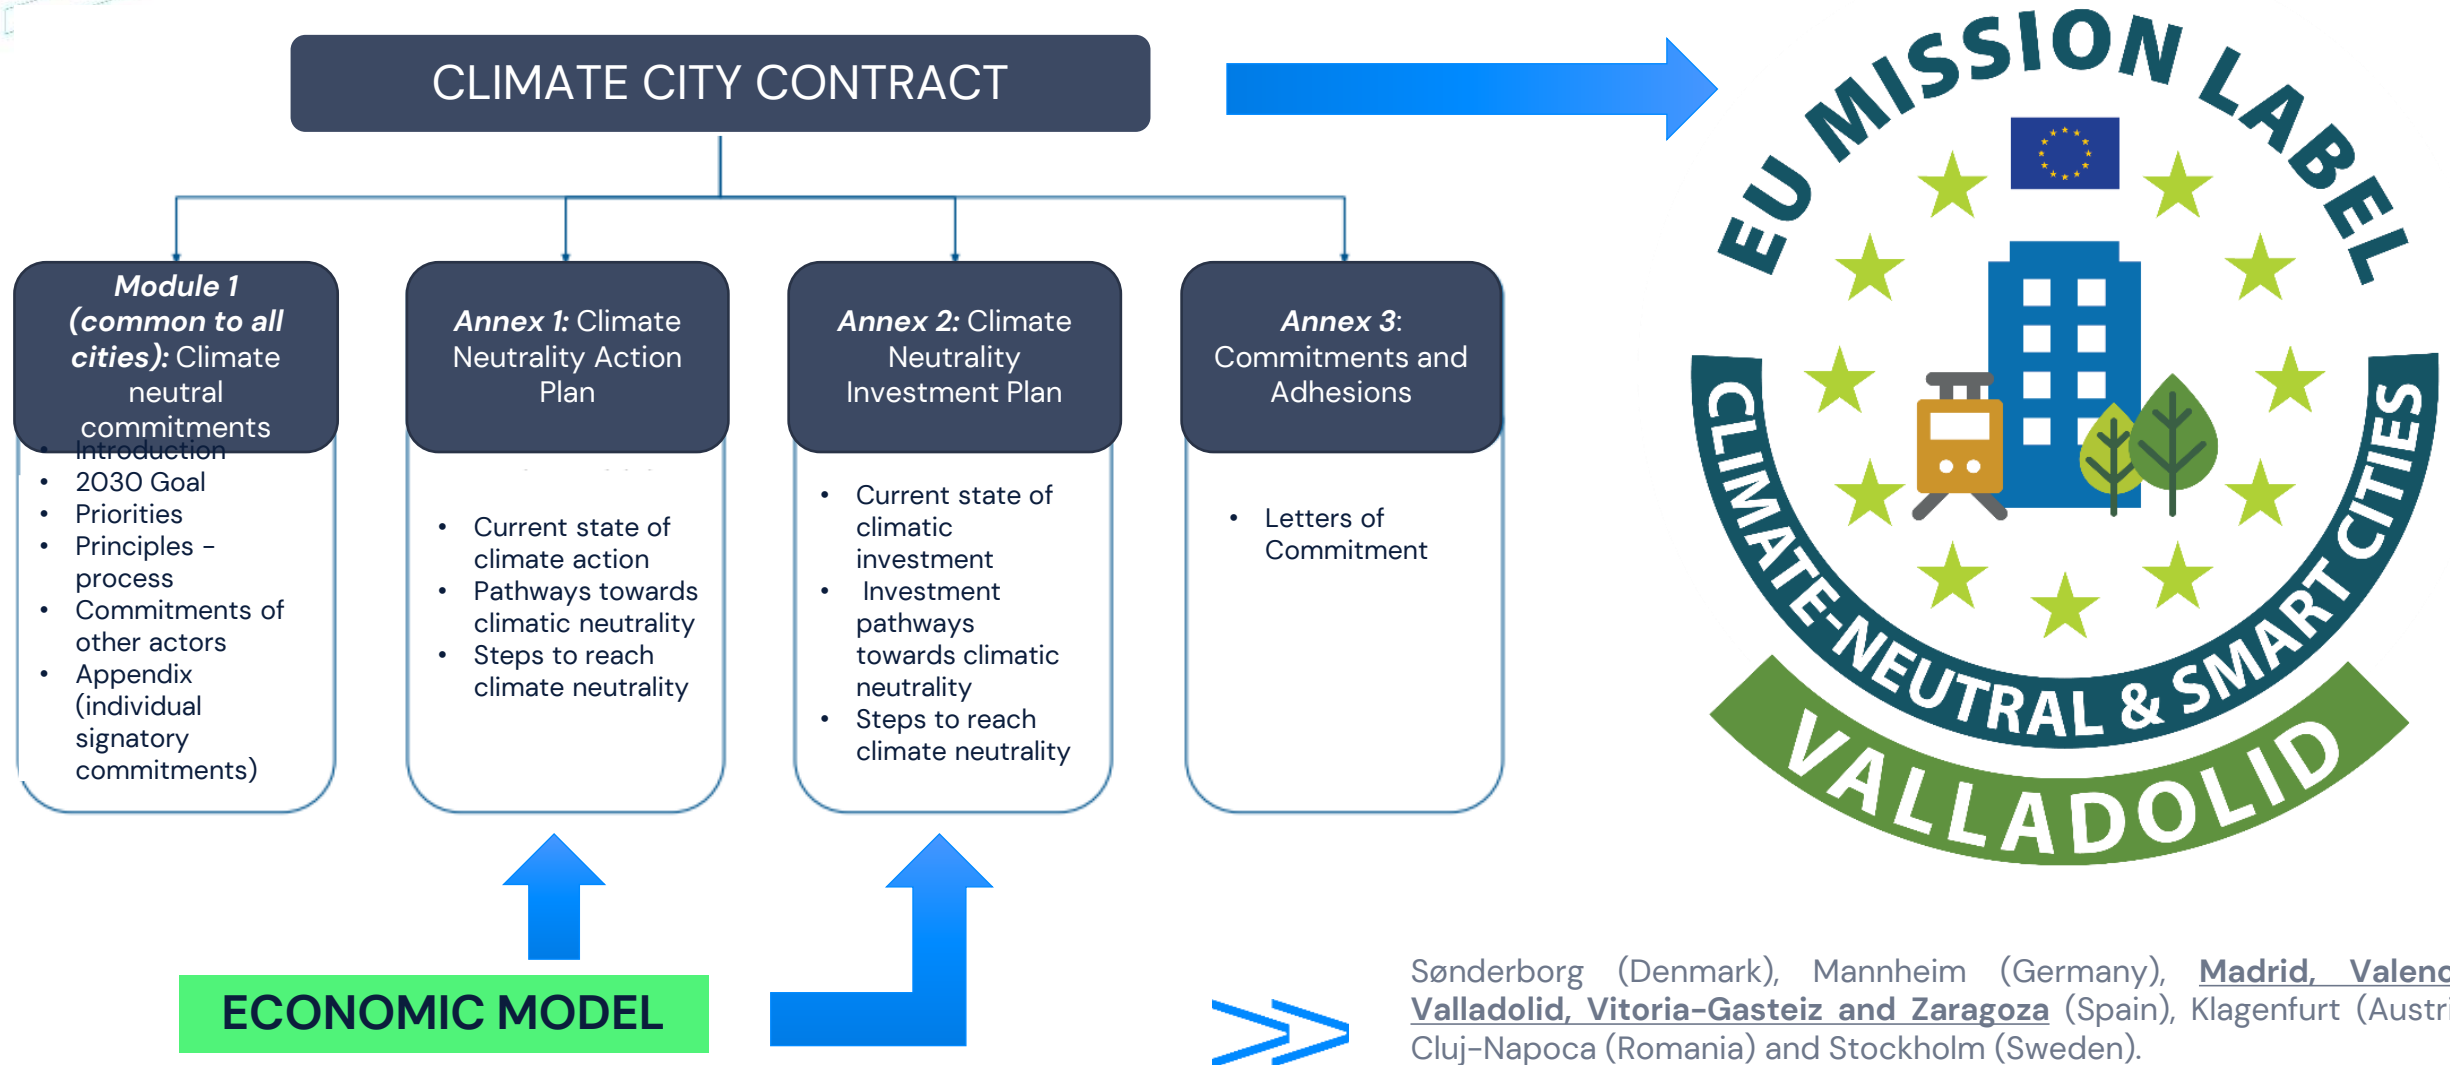 CLIMATE CITY CONTRACT
Module 1
(common to all
cities): Climate
neutral
commitments
• Introduction
• 2030 Goal
• Priorities
• Principles –
process
• Commitments of
other actors
• Appendix
(individual
signatory
commitments)
Annex 1: Climate
Neutrality Action
Plan
• Current state of
climate action
• Pathways towards
climatic neutrality
• Steps to reach
climate neutrality
Annex 2: Climate
Neutrality
Investment Plan
• Current state of
climatic
investment
• Investment
pathways
towards climatic
neutrality
• Steps to reach
climate neutrality
Annex 3:
Commitments and
Adhesions
• Letters of
Commitment
ECONOMIC MODEL
EU MISSION LABEL
CLIMATE-NEUTRAL & SMART CITIES
VALLADOLID
Sønderborg (Denmark), Mannheim (Germany), Madrid,
Valladolid, Vitoria-Gasteiz and Zaragoza (Spain), Klagenfurt
Cluj-Napoca (Romania) and Stockholm (Sweden).